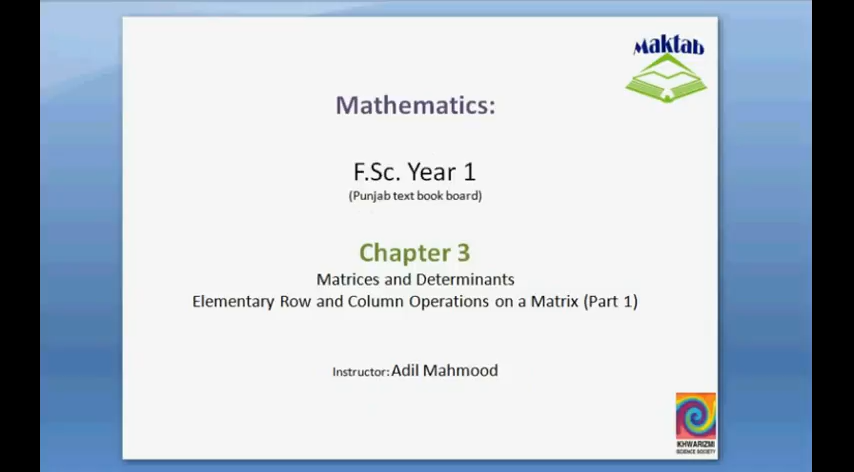 Maktab
Mathematics:
F.Sc. Year 1
(Punjab text book board)
Chapter 3
Matrices and Determinants
Elementary Row and Column Operations on a Matrix (Part 1)
Instructor: Adil Mahmood
KHWARIZMI
SCIENCE SOCIETY